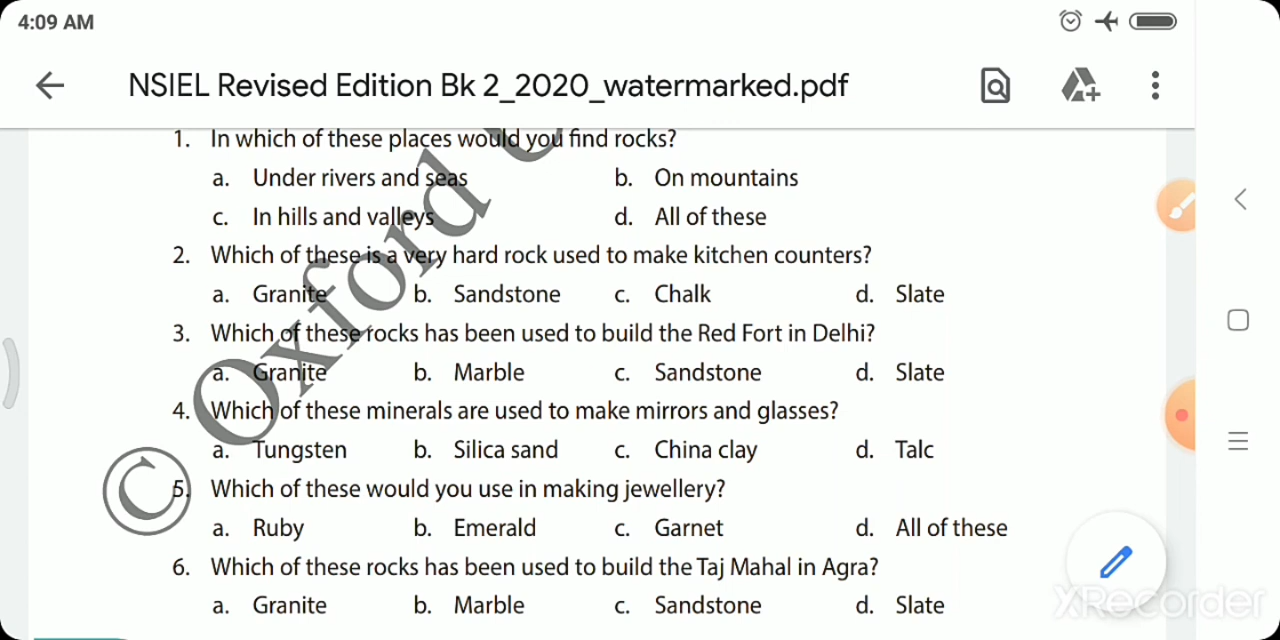 4:09 AM
NSIEL Revised Edition Bk 2_2020_watermarked.pdf
1. In which of these places would you find rocks?
a. Under rivers and seas b. On mountains
c. In hills and valleys d. All of these
2. Which of these is a very hard rock used to make kitchen counters?
a. Granite b. Sandstone c. Chalk d. Slate
3. Which of these rocks has been used to build the Red Fort in Delhi?
a. Granite b. Marble c. Sandstone d. Slate
4. Which of these minerals are used to make mirrors and glasses?
a. Tungsten b. Silica sand c. China clay d. Talc
5. Which of these would you use in making jewellery?
a. Ruby b. Emerald c. Garnet d. All of these
6. Which of these rocks has been used to build the Taj Mahal in Agra?
a. Granite b. Marble c. Sandstone d. Slate
© Oxford
XRecorder